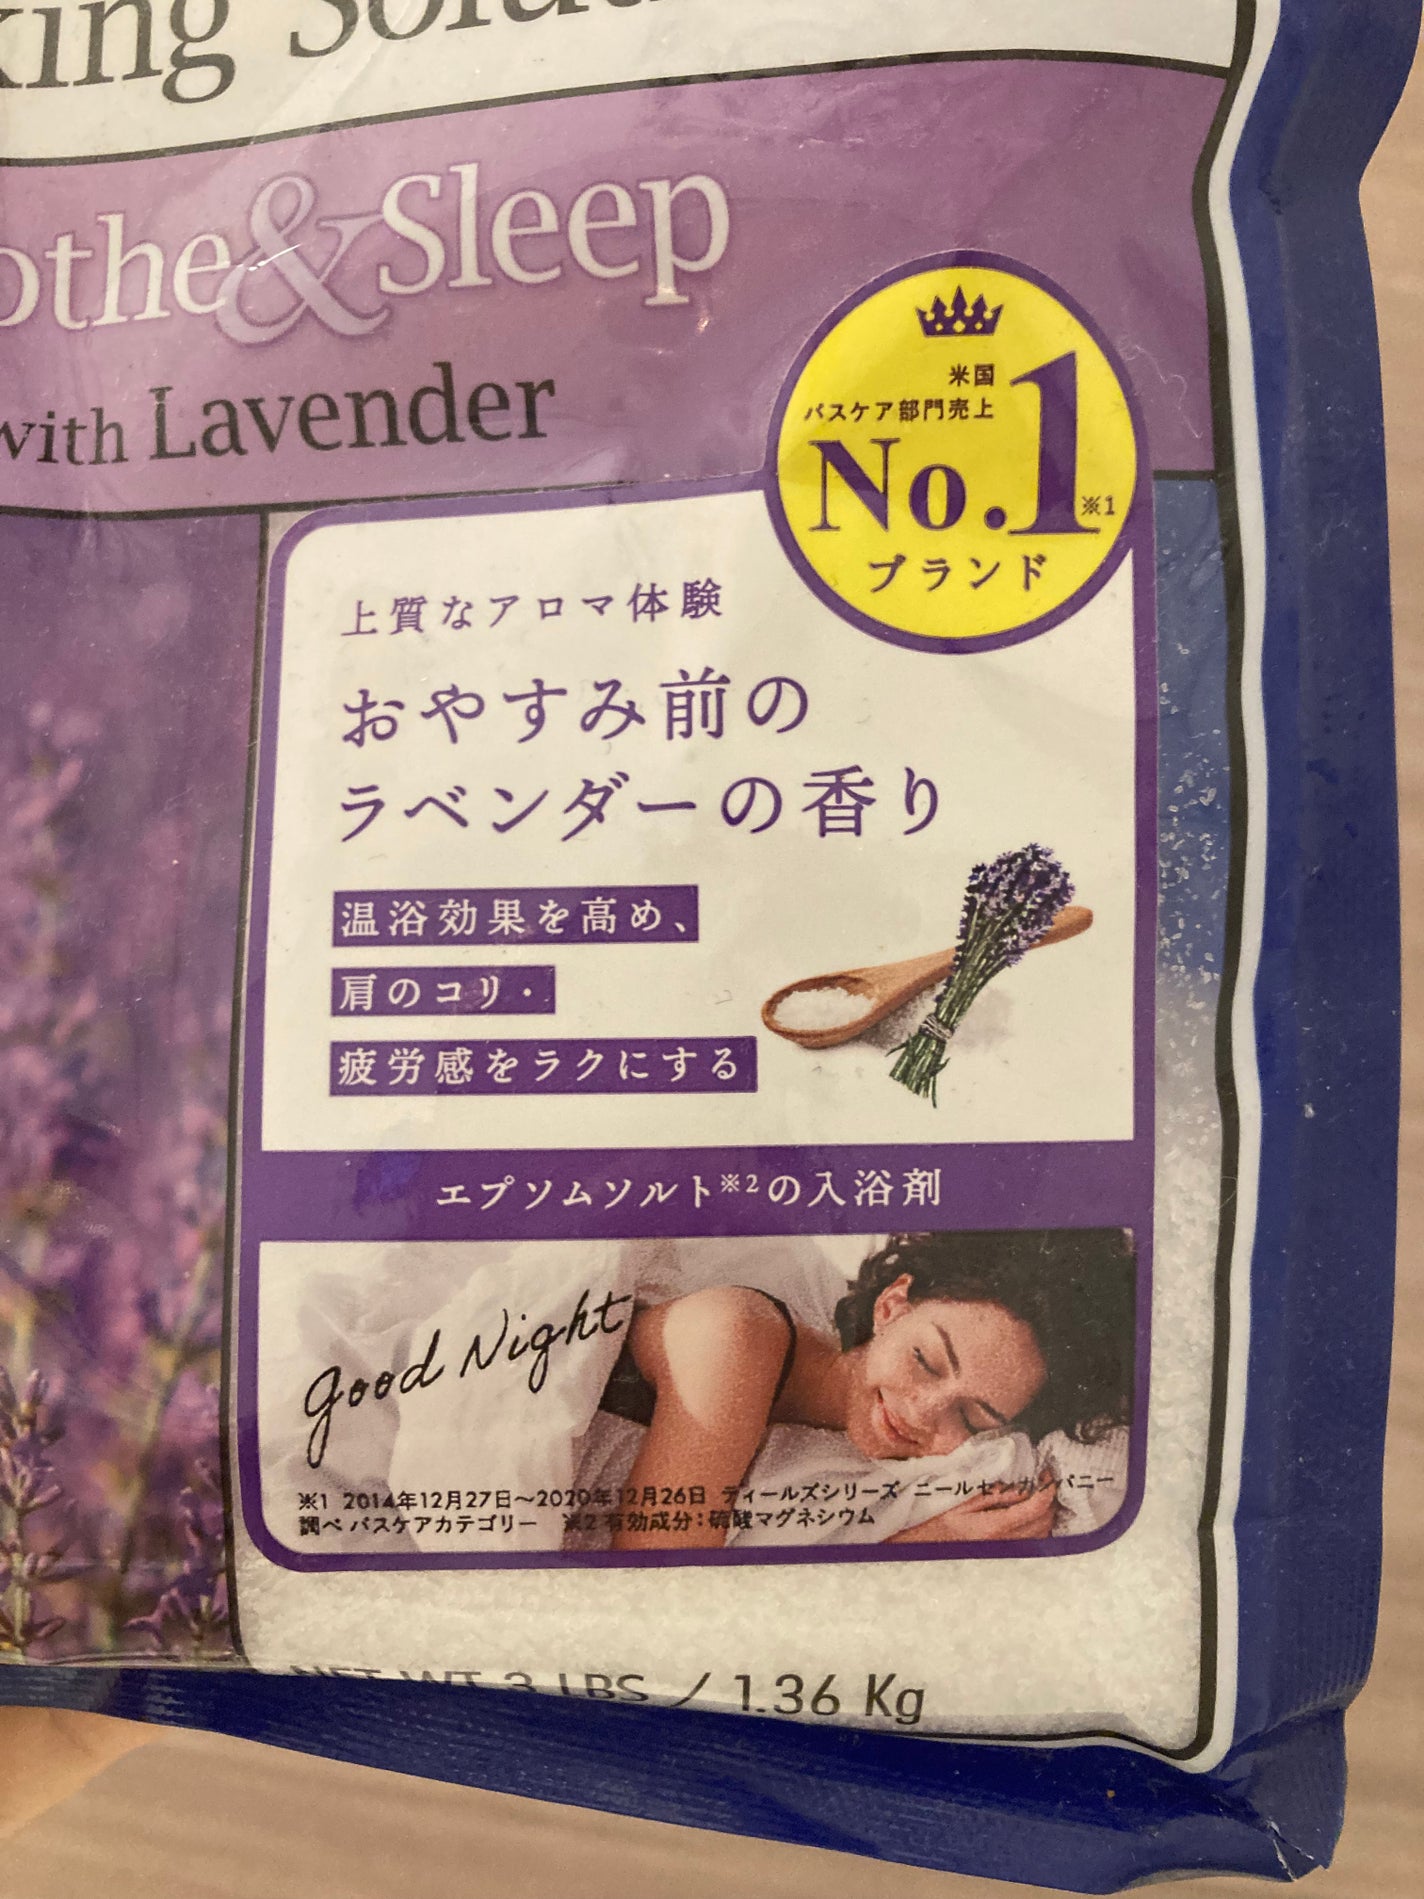 king Solut
othe&Sleep
with Lavender
米国
バスケア部門売上
No.1※1
ブランド
上質なアロマ体験
おやすみ前の
ラベンダーの香り
温浴効果を高め、
肩のコリ・
疲労感をラクにする
エプソムソルト※2の入浴剤
Good Night
※1 2014年12月27日～2020年12月26日 ティールズシリーズ ニールセンカンパニー
調べ バスケアカテゴリー ※2 有効成分：硫酸マグネシウム
NET WT 3 LBS / 1.36 Kg